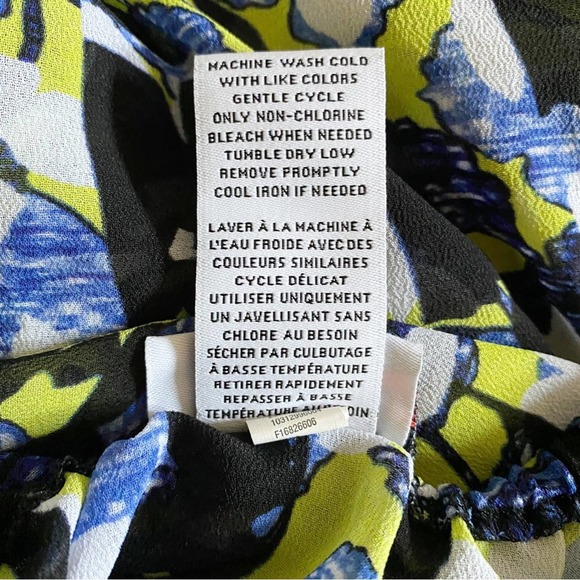 MACHINE WASH COLD
WITH LIKE COLORS
GENTLE CYCLE
ONLY NON-CHLORINE
BLEACH WHEN NEEDED
TUMBLE DRY LOW
REMOVE PROMPTLY
COOL IRON IF NEEDED
LAVER À LA MACHINE À
L'EAU FROIDE AVEC DES
COULEURS SIMILAIRES
CYCLE DÉLICAT
UTILISER UNIQUEMENT
UN JAVELLISANT SANS
CHLORE AU BESOIN
SÉCHER PAR CULBUTAGE
À BASSE TEMPÉRATURE
RETIRER RAPIDEMENT
REPASSER À BASSE
TEMPÉRATURE
F16826606